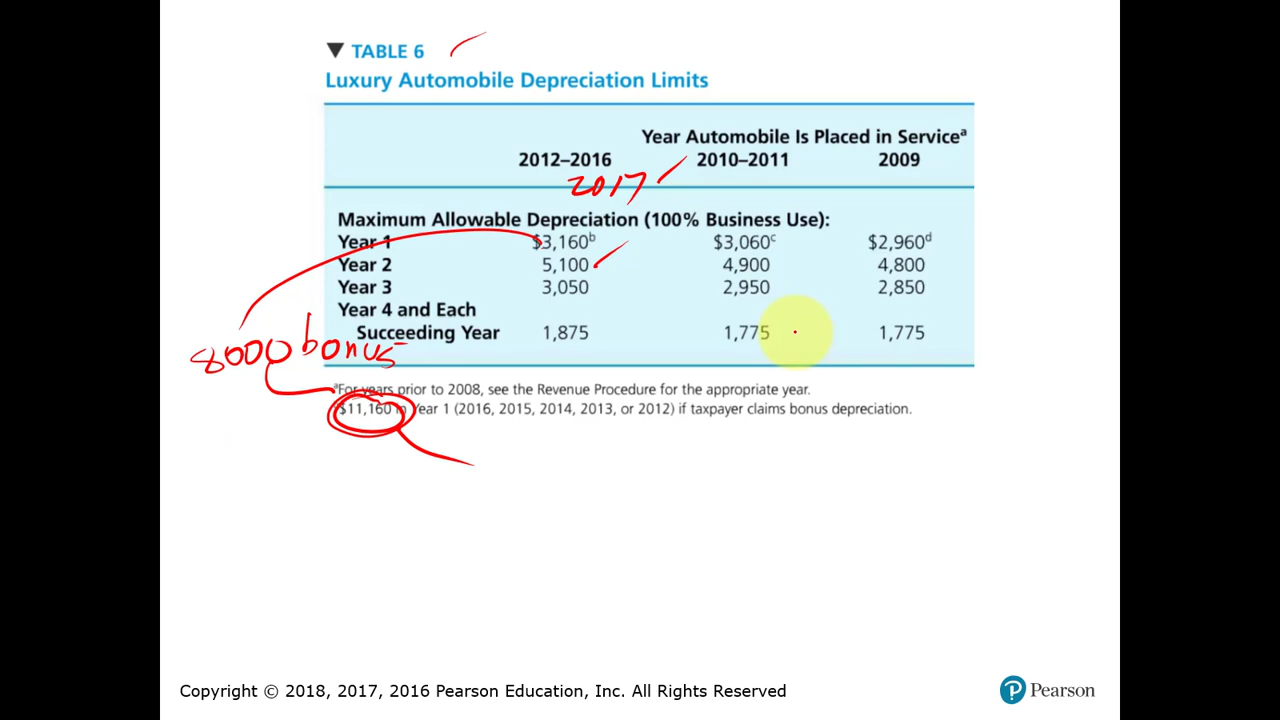 ▼ TABLE 6
Luxury Automobile Depreciation Limits
Year Automobile Is Placed in Serviceᵃ
2012–2016 2010–2011 2009
2017
Maximum Allowable Depreciation (100% Business Use):
Year 1 $3,160ᵇ $3,060ᶜ $2,960ᵈ
Year 2 5,100 4,900 4,800
Year 3 3,050 2,950 2,850
Year 4 and Each
Succeeding Year 1,875 1,775 1,775
8000 bonus
ᵃFor years prior to 2008, see the Revenue Procedure for the appropriate year.
$11,160 in Year 1 (2016, 2015, 2014, 2013, or 2012) if taxpayer claims bonus depreciation.
Copyright © 2018, 2017, 2016 Pearson Education, Inc. All Rights Reserved
P Pearson